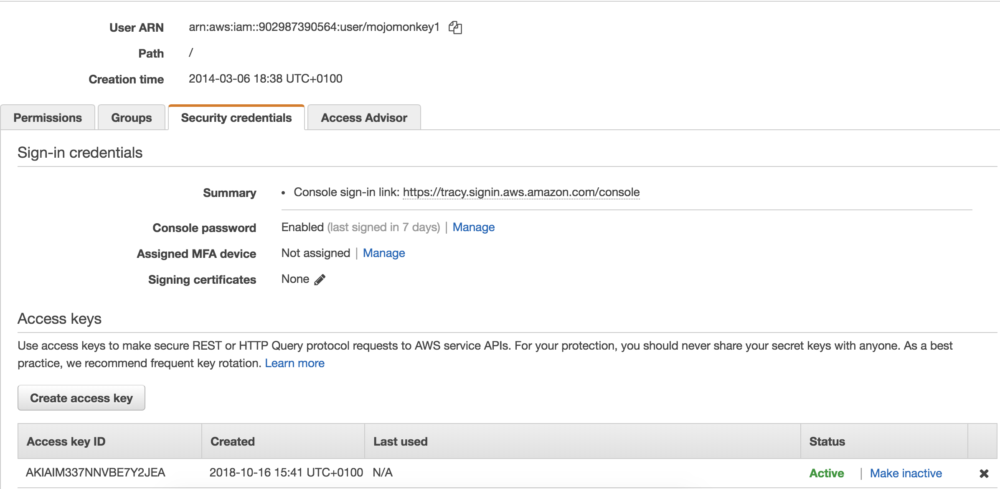 User ARN arn:aws:iam::902987390564:user/mojomonkey1
Path /
Creation time 2014-03-06 18:38 UTC+0100
Permissions Groups Security credentials Access Advisor
Sign-in credentials
Summary • Console sign-in link: https://tracy.signin.aws.amazon.com/console
Console password Enabled (last signed in 7 days) | Manage
Assigned MFA device Not assigned | Manage
Signing certificates None
Access keys
Use access keys to make secure REST or HTTP Query protocol requests to AWS service APIs. For your protection, you should never share your secret keys with anyone. As a best
practice, we recommend frequent key rotation. Learn more
Create access key
Access key ID Created Last used Status
AKIAIM337NNVBE7Y2JEA 2018-10-16 15:41 UTC+0100 N/A Active | Make inactive